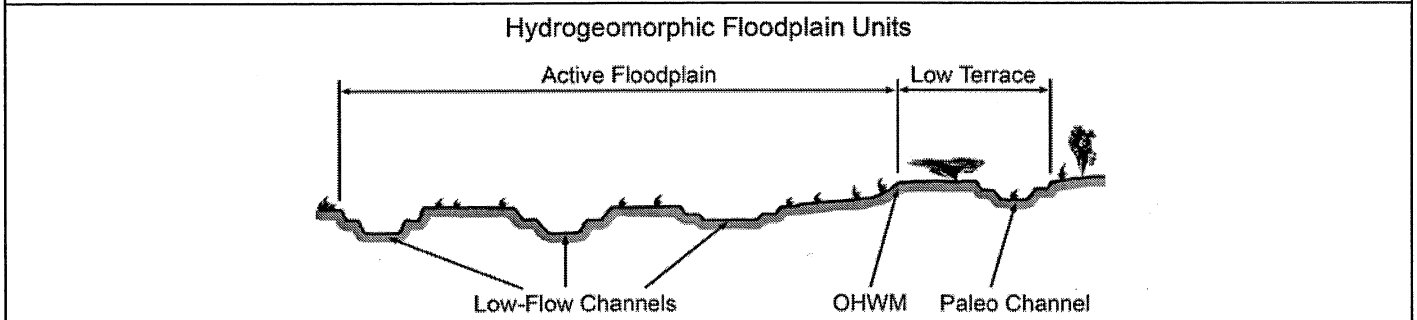 Hydrogeomorphic Floodplain Units
Active Floodplain
Low Terrace
Low-Flow Channels
OHWM
Paleo Channel